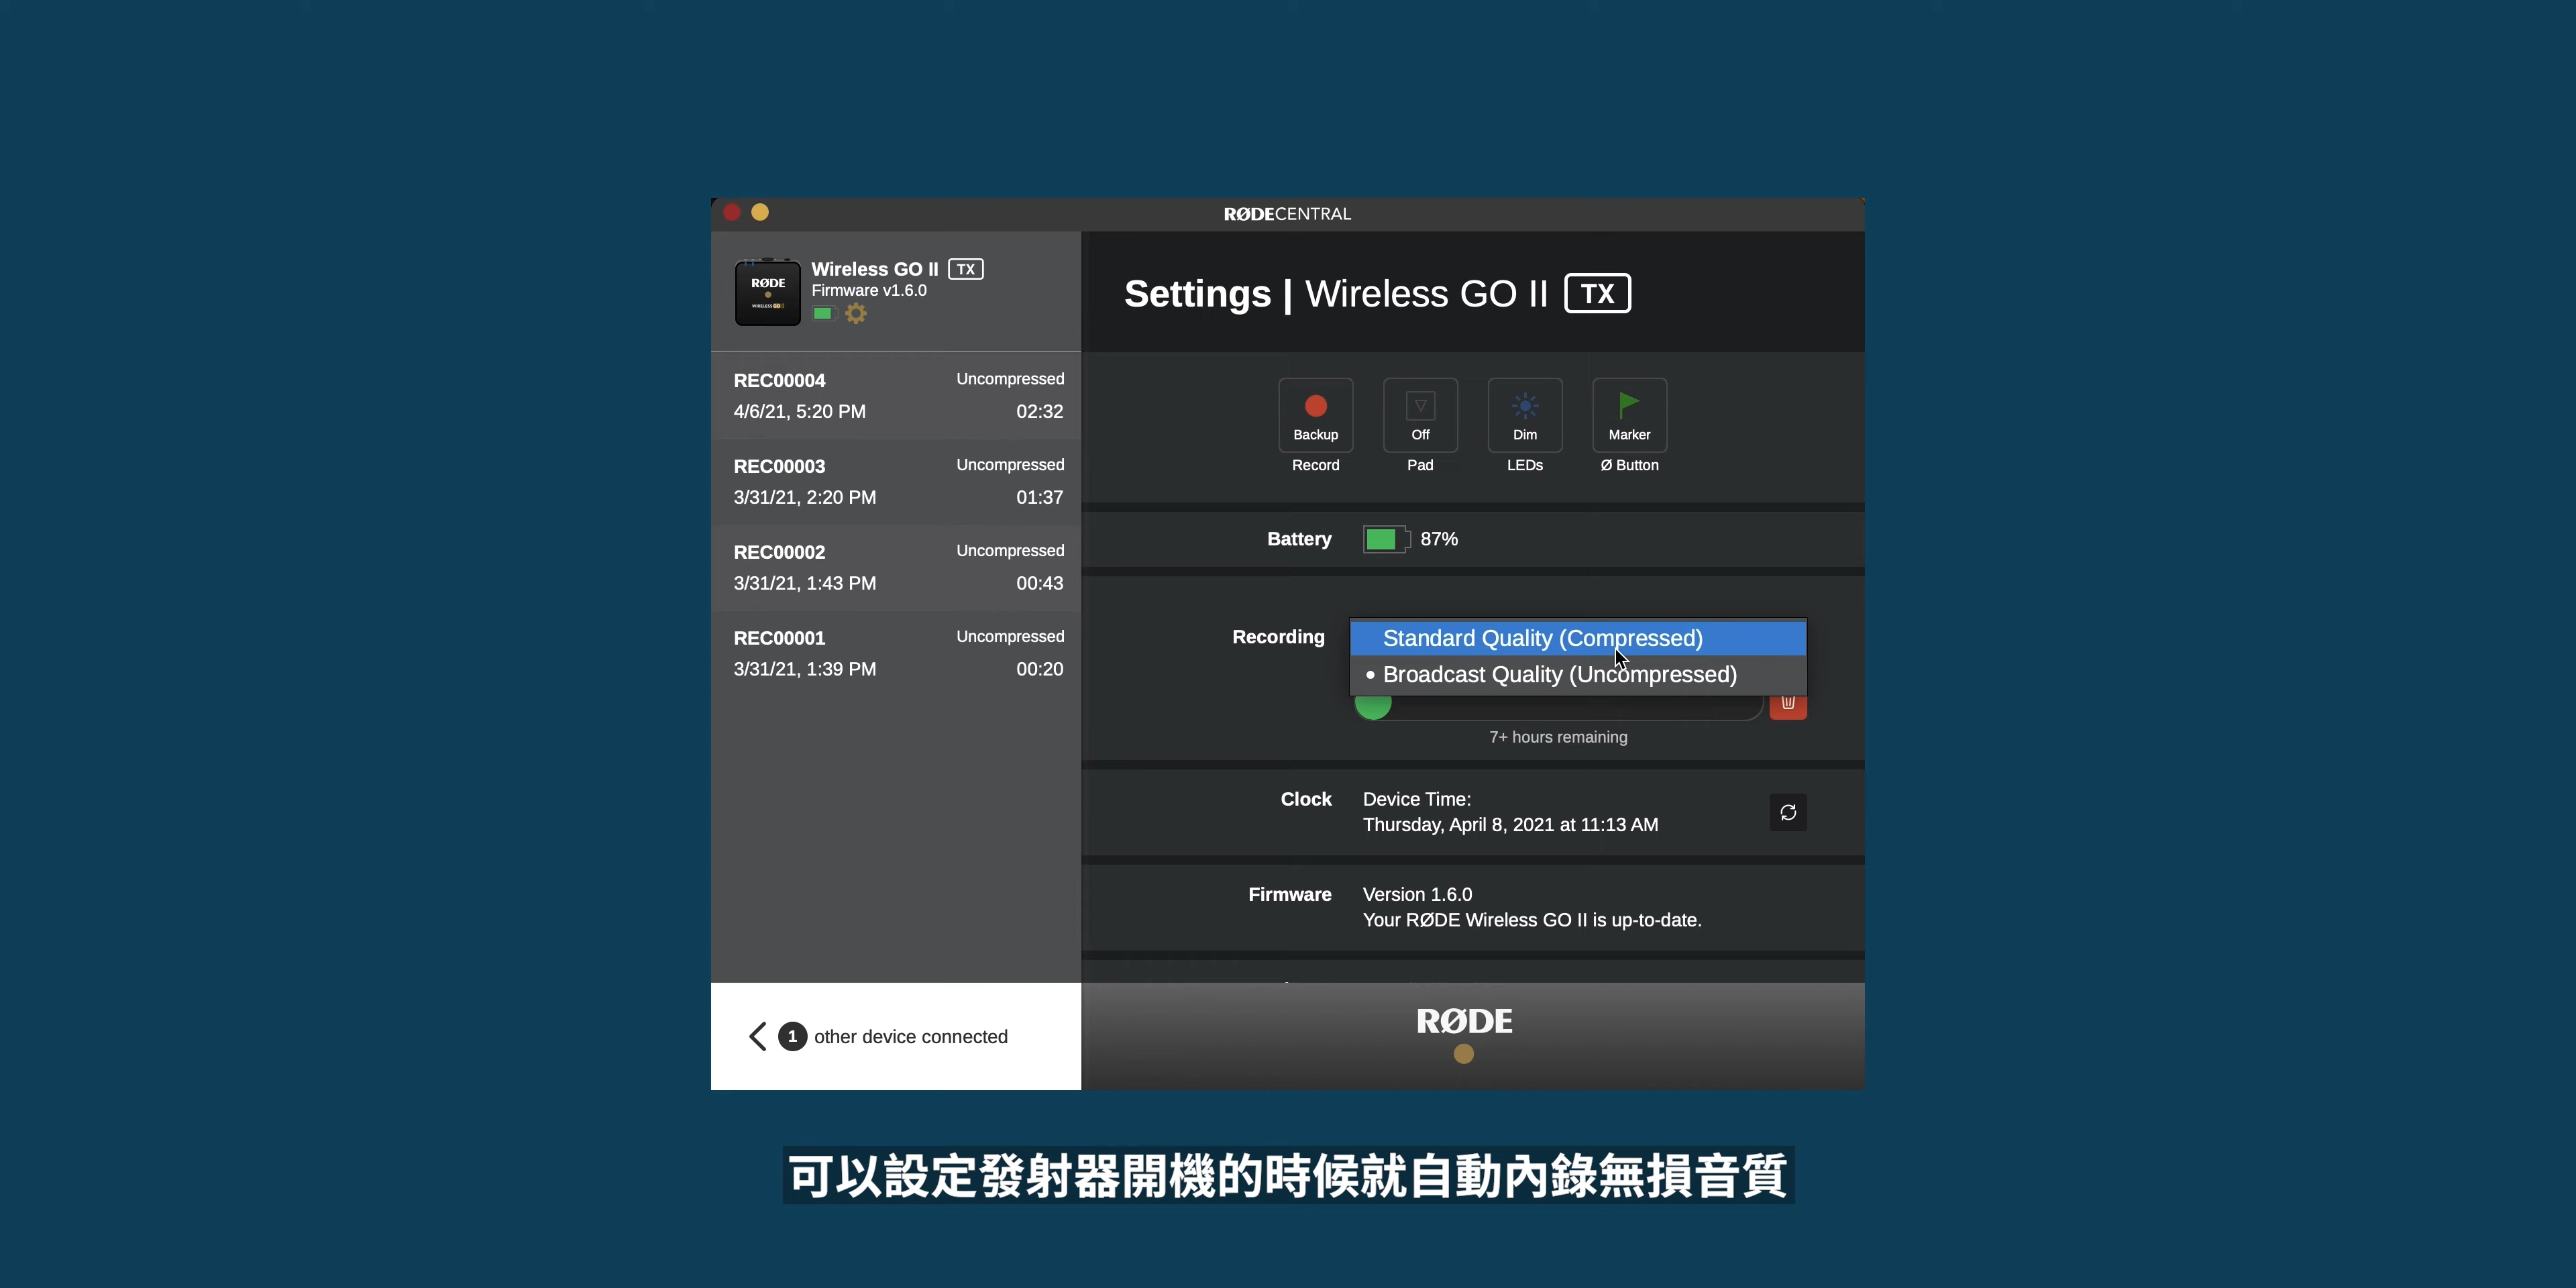 RØDECENTRAL
RØDE
WIRELESS GO II
Wireless GO II TX
Firmware v1.6.0
REC00004 Uncompressed
4/6/21, 5:20 PM 02:32
REC00003 Uncompressed
3/31/21, 2:20 PM 01:37
REC00002 Uncompressed
3/31/21, 1:43 PM 00:43
REC00001 Uncompressed
3/31/21, 1:39 PM 00:20
1 other device connected
Settings | Wireless GO II TX
Backup Off Dim Marker
Record Pad LEDs Ø Button
Battery 87%
Recording Standard Quality (Compressed)
• Broadcast Quality (Uncompressed)
7+ hours remaining
Clock Device Time:
Thursday, April 8, 2021 at 11:13 AM
Firmware Version 1.6.0
Your RØDE Wireless GO II is up-to-date.
RØDE
可以設定發射器開機的時候就自動內錄無損音質